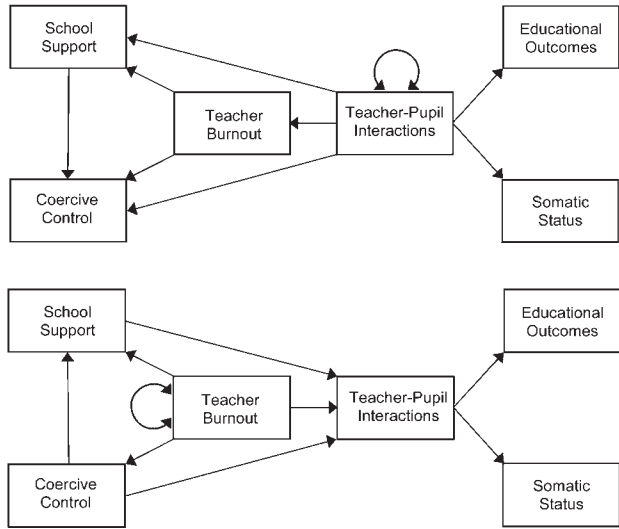 School
Support
Educational
Outcomes
Teacher
Burnout
Teacher-Pupil
Interactions
Coercive
Control
Somatic
Status
School
Support
Educational
Outcomes
Teacher
Burnout
Teacher-Pupil
Interactions
Coercive
Control
Somatic
Status